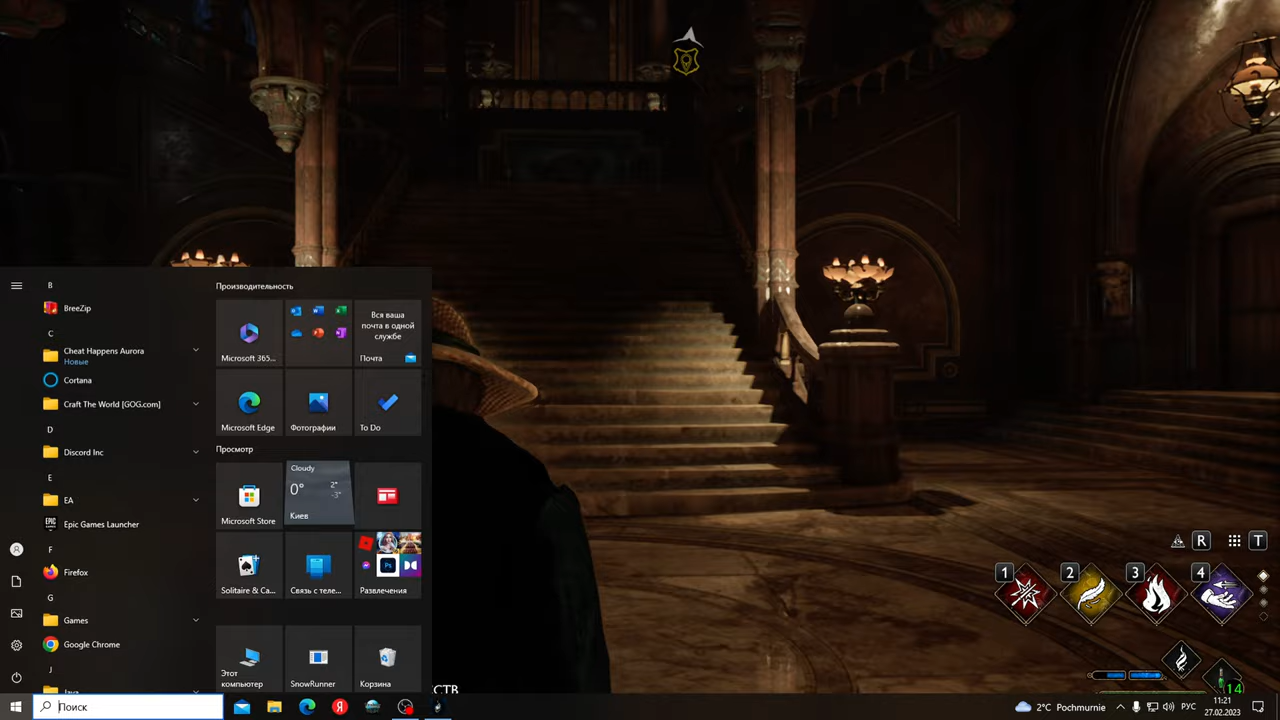 B
BreeZip
C
Cheat Happens Aurora
Новые
Cortana
Craft The World [GOG.com]
D
Discord Inc
E
EA
Epic Games Launcher
F
Firefox
G
Games
Google Chrome
J
Java
Производительность
Microsoft 365...
Вся ваша
почта в одной
службе
Почта
Microsoft Edge
Фотографии
To Do
Просмотр
Microsoft Store
Cloudy
0°
2°
-3°
Киев
Solitaire & Ca...
Связь с теле...
Развлечения
Этот
компьютер
SnowRunner
Корзина
Поиск
СТВ
R
T
1
2
3
4
14
2°C Pochmurnie
РУС
11:21
27.02.2023